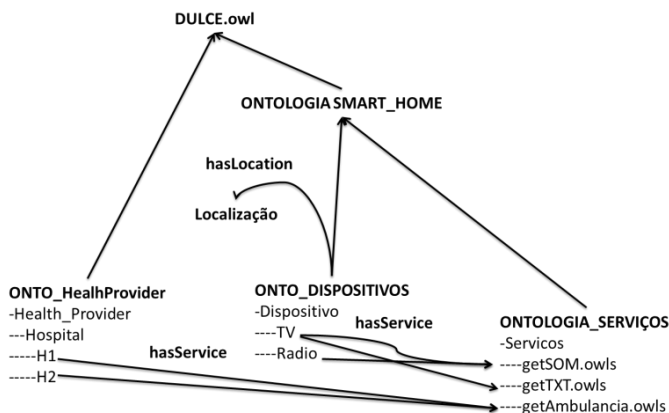 DULCE.owl
ONTOLOGIA SMART_HOME
hasLocation
Localização
ONTO_HealhProvider
-Health_Provider
---Hospital
-----H1
-----H2
hasService
ONTO_DISPOSITIVOS
-Dispositivo
----TV
----Radio
hasService
ONTOLOGIA_SERVIÇOS
-Servicos
----getSOM.owls
----getTXT.owls
----getAmbulancia.owls